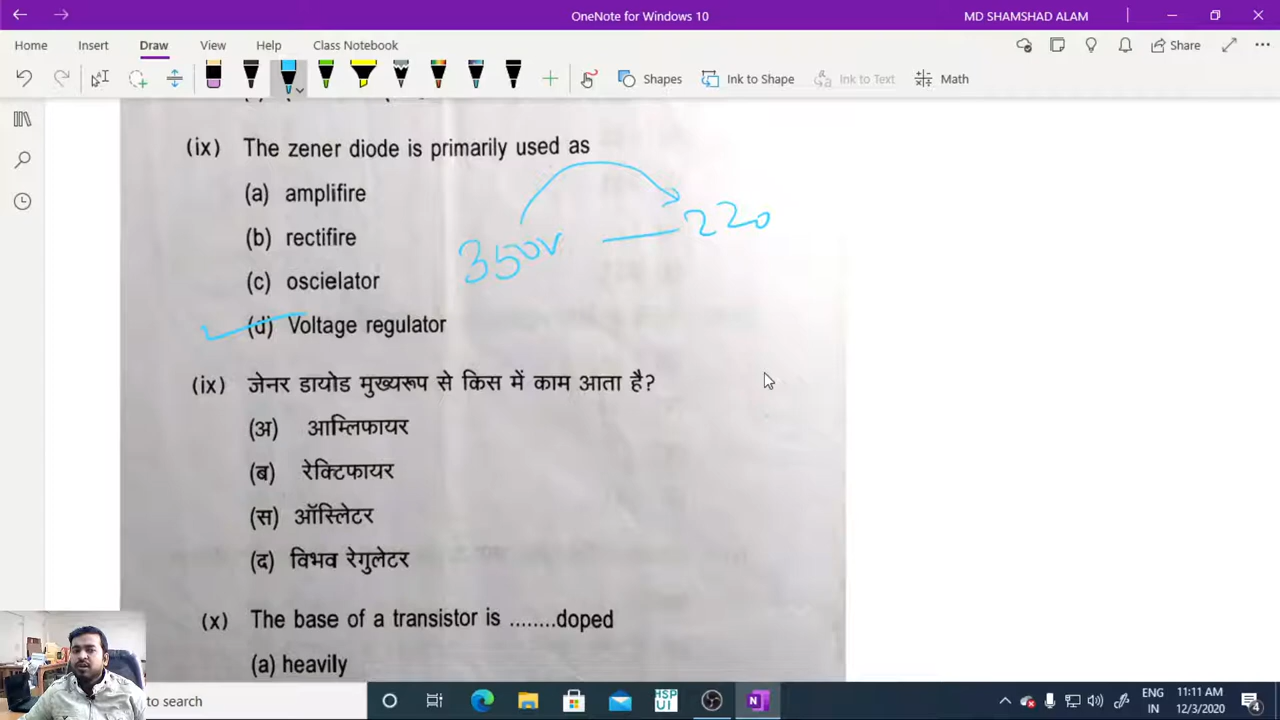 OneNote for Windows 10
MD SHAMSHAD ALAM
Home Insert Draw View Help Class Notebook
Share
Shapes Ink to Shape Ink to Text Math
(ix) The zener diode is primarily used as
(a) amplifire
(b) rectifire
350v 220
(c) oscielator
(d) Voltage regulator
(ix) जेनर डायोड मुख्यरूप से किस में काम आता है?
(अ) आम्लिफायर
(ब) रेक्टिफायर
(स) ऑस्लिेटर
(द) विभव रेगुलेटर
(x) The base of a transistor is ........doped
(a) heavily
to search
HSP
UI
ENG
IN
11:11 AM
12/3/2020
4